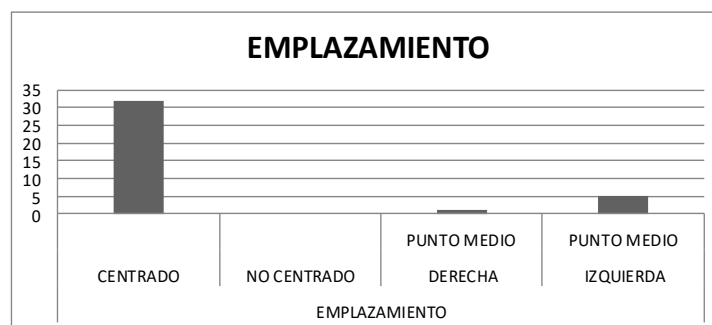 EMPLAZAMIENTO
35
30
25
20
15
10
5
0
PUNTO MEDIO PUNTO MEDIO
CENTRADO NO CENTRADO DERECHA IZQUIERDA
EMPLAZAMIENTO